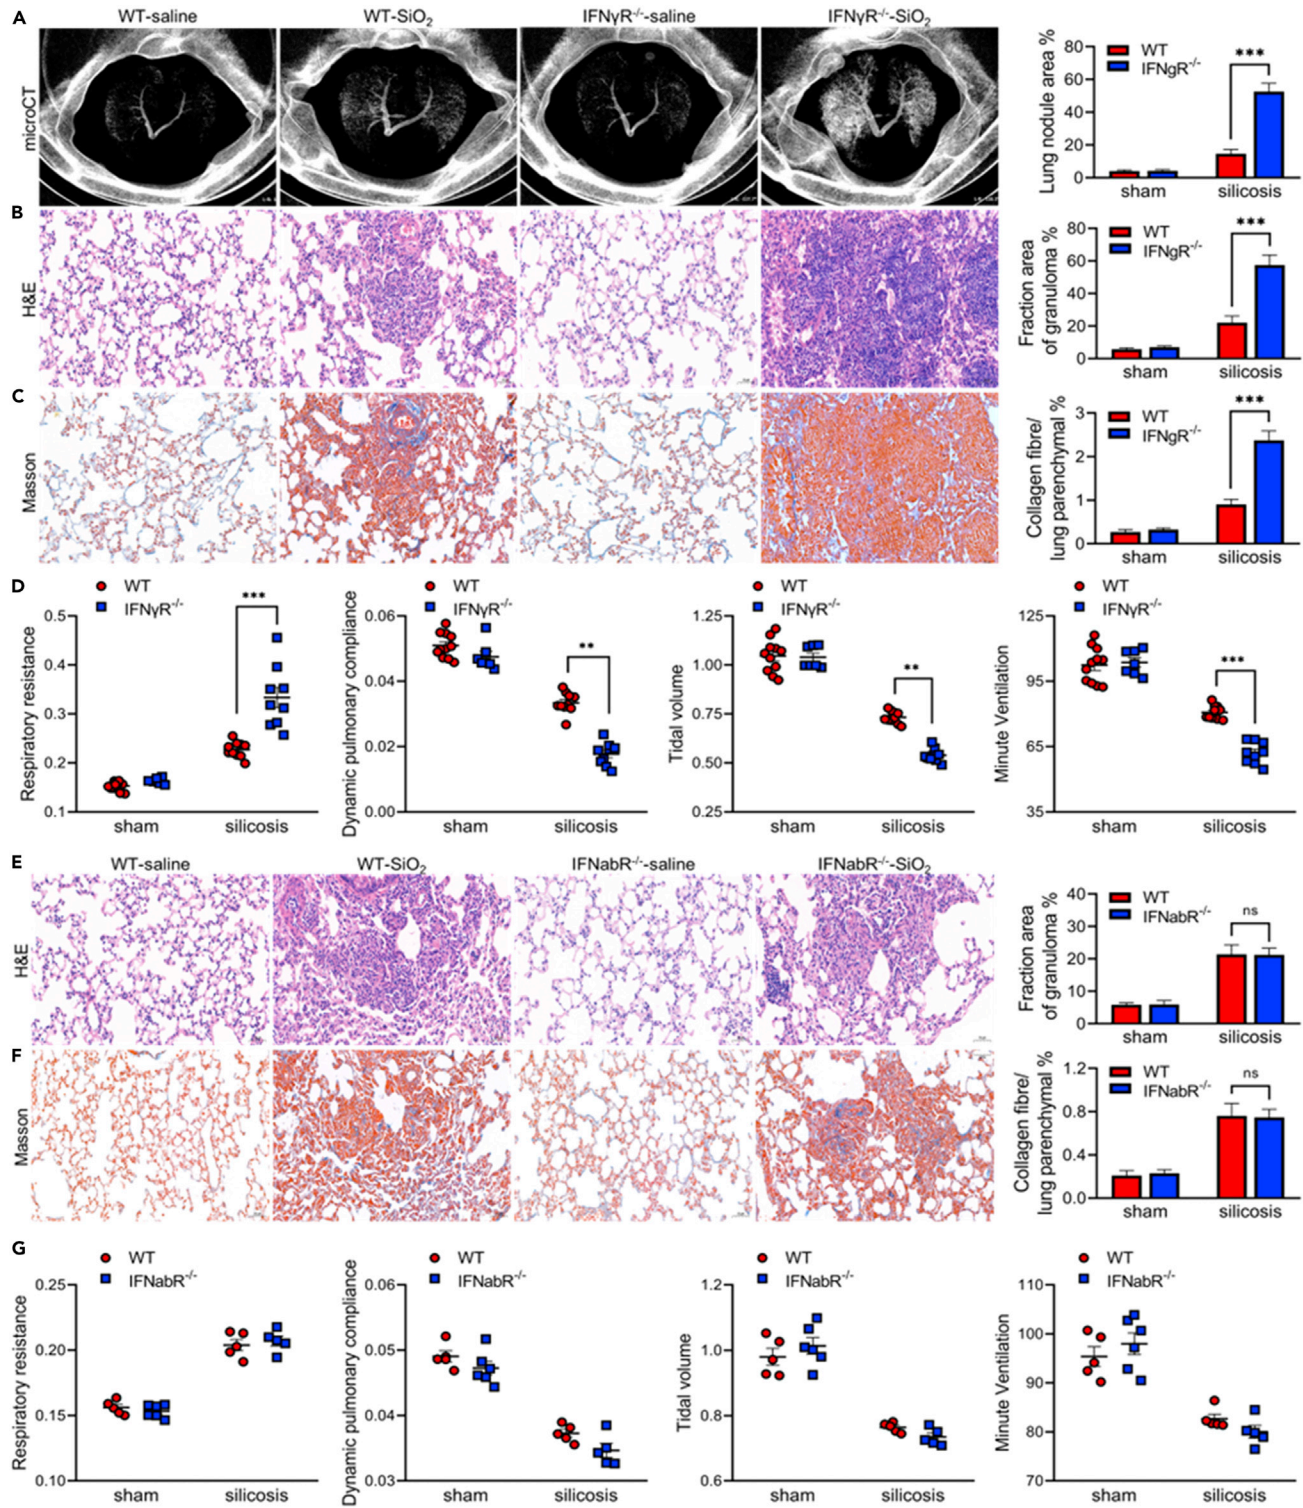 A
WT-saline
WT-SiO2
IFNγR-/--saline
IFNγR-/--SiO2
microCT
Lung nodule area %
80
60
40
20
0
WT
IFNgR-/-
***
sham
silicosis
B
H&E
Fraction area
of granuloma %
80
60
40
20
0
WT
IFNgR-/-
***
sham
silicosis
C
Masson
Collagen fibre/
lung parenchymal %
3
2
1
0
WT
IFNgR-/-
***
sham
silicosis
D
Respiratory resistance
0.5
0.4
0.3
0.2
0.1
WT
IFNγR-/-
***
sham
silicosis
Dynamic pulmonary compliance
0.06
0.04
0.02
0.00
WT
IFNγR-/-
**
sham
silicosis
Tidal volume
1.25
1.00
0.75
0.50
0.25
WT
IFNγR-/-
**
sham
silicosis
Minute Ventilation
125
95
65
35
WT
IFNγR-/-
***
sham
silicosis
E
WT-saline
WT-SiO2
IFNabR-/--saline
IFNabR-/--SiO2
H&E
Fraction area
of granuloma %
40
30
20
10
0
WT
IFNabR-/-
ns
sham
silicosis
F
Masson
Collagen fibre/
lung parenchymal %
1.2
0.8
0.4
0.0
WT
IFNabR-/-
ns
sham
silicosis
G
Respiratory resistance
0.25
0.20
0.15
0.10
WT
IFNabR-/-
sham
silicosis
Dynamic pulmonary compliance
0.06
0.05
0.04
0.03
WT
IFNabR-/-
sham
silicosis
Tidal volume
1.2
1.0
0.8
0.6
WT
IFNabR-/-
sham
silicosis
Minute Ventilation
110
100
90
80
70
WT
IFNabR-/-
sham
silicosis